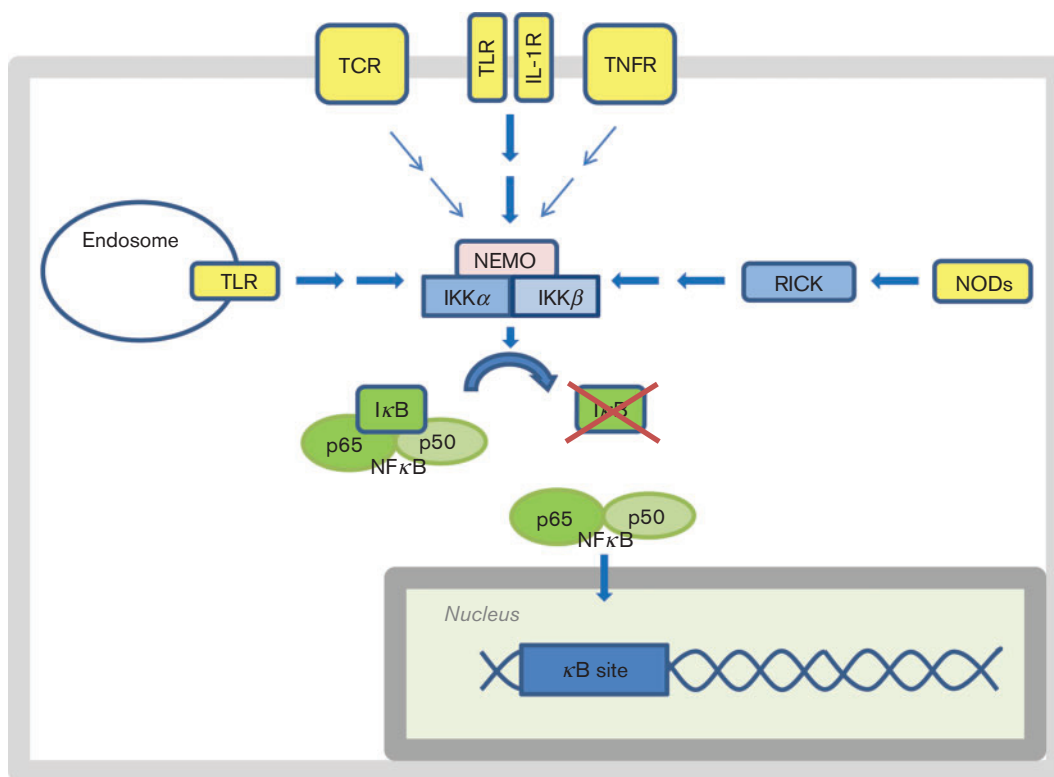 TCR
TLR
IL-1R
TNFR
Endosome
TLR
NEMO
IKKα
IKKβ
RICK
NODs
IκB
p65
p50
NFκB
IκB
p65
p50
NFκB
Nucleus
κB site